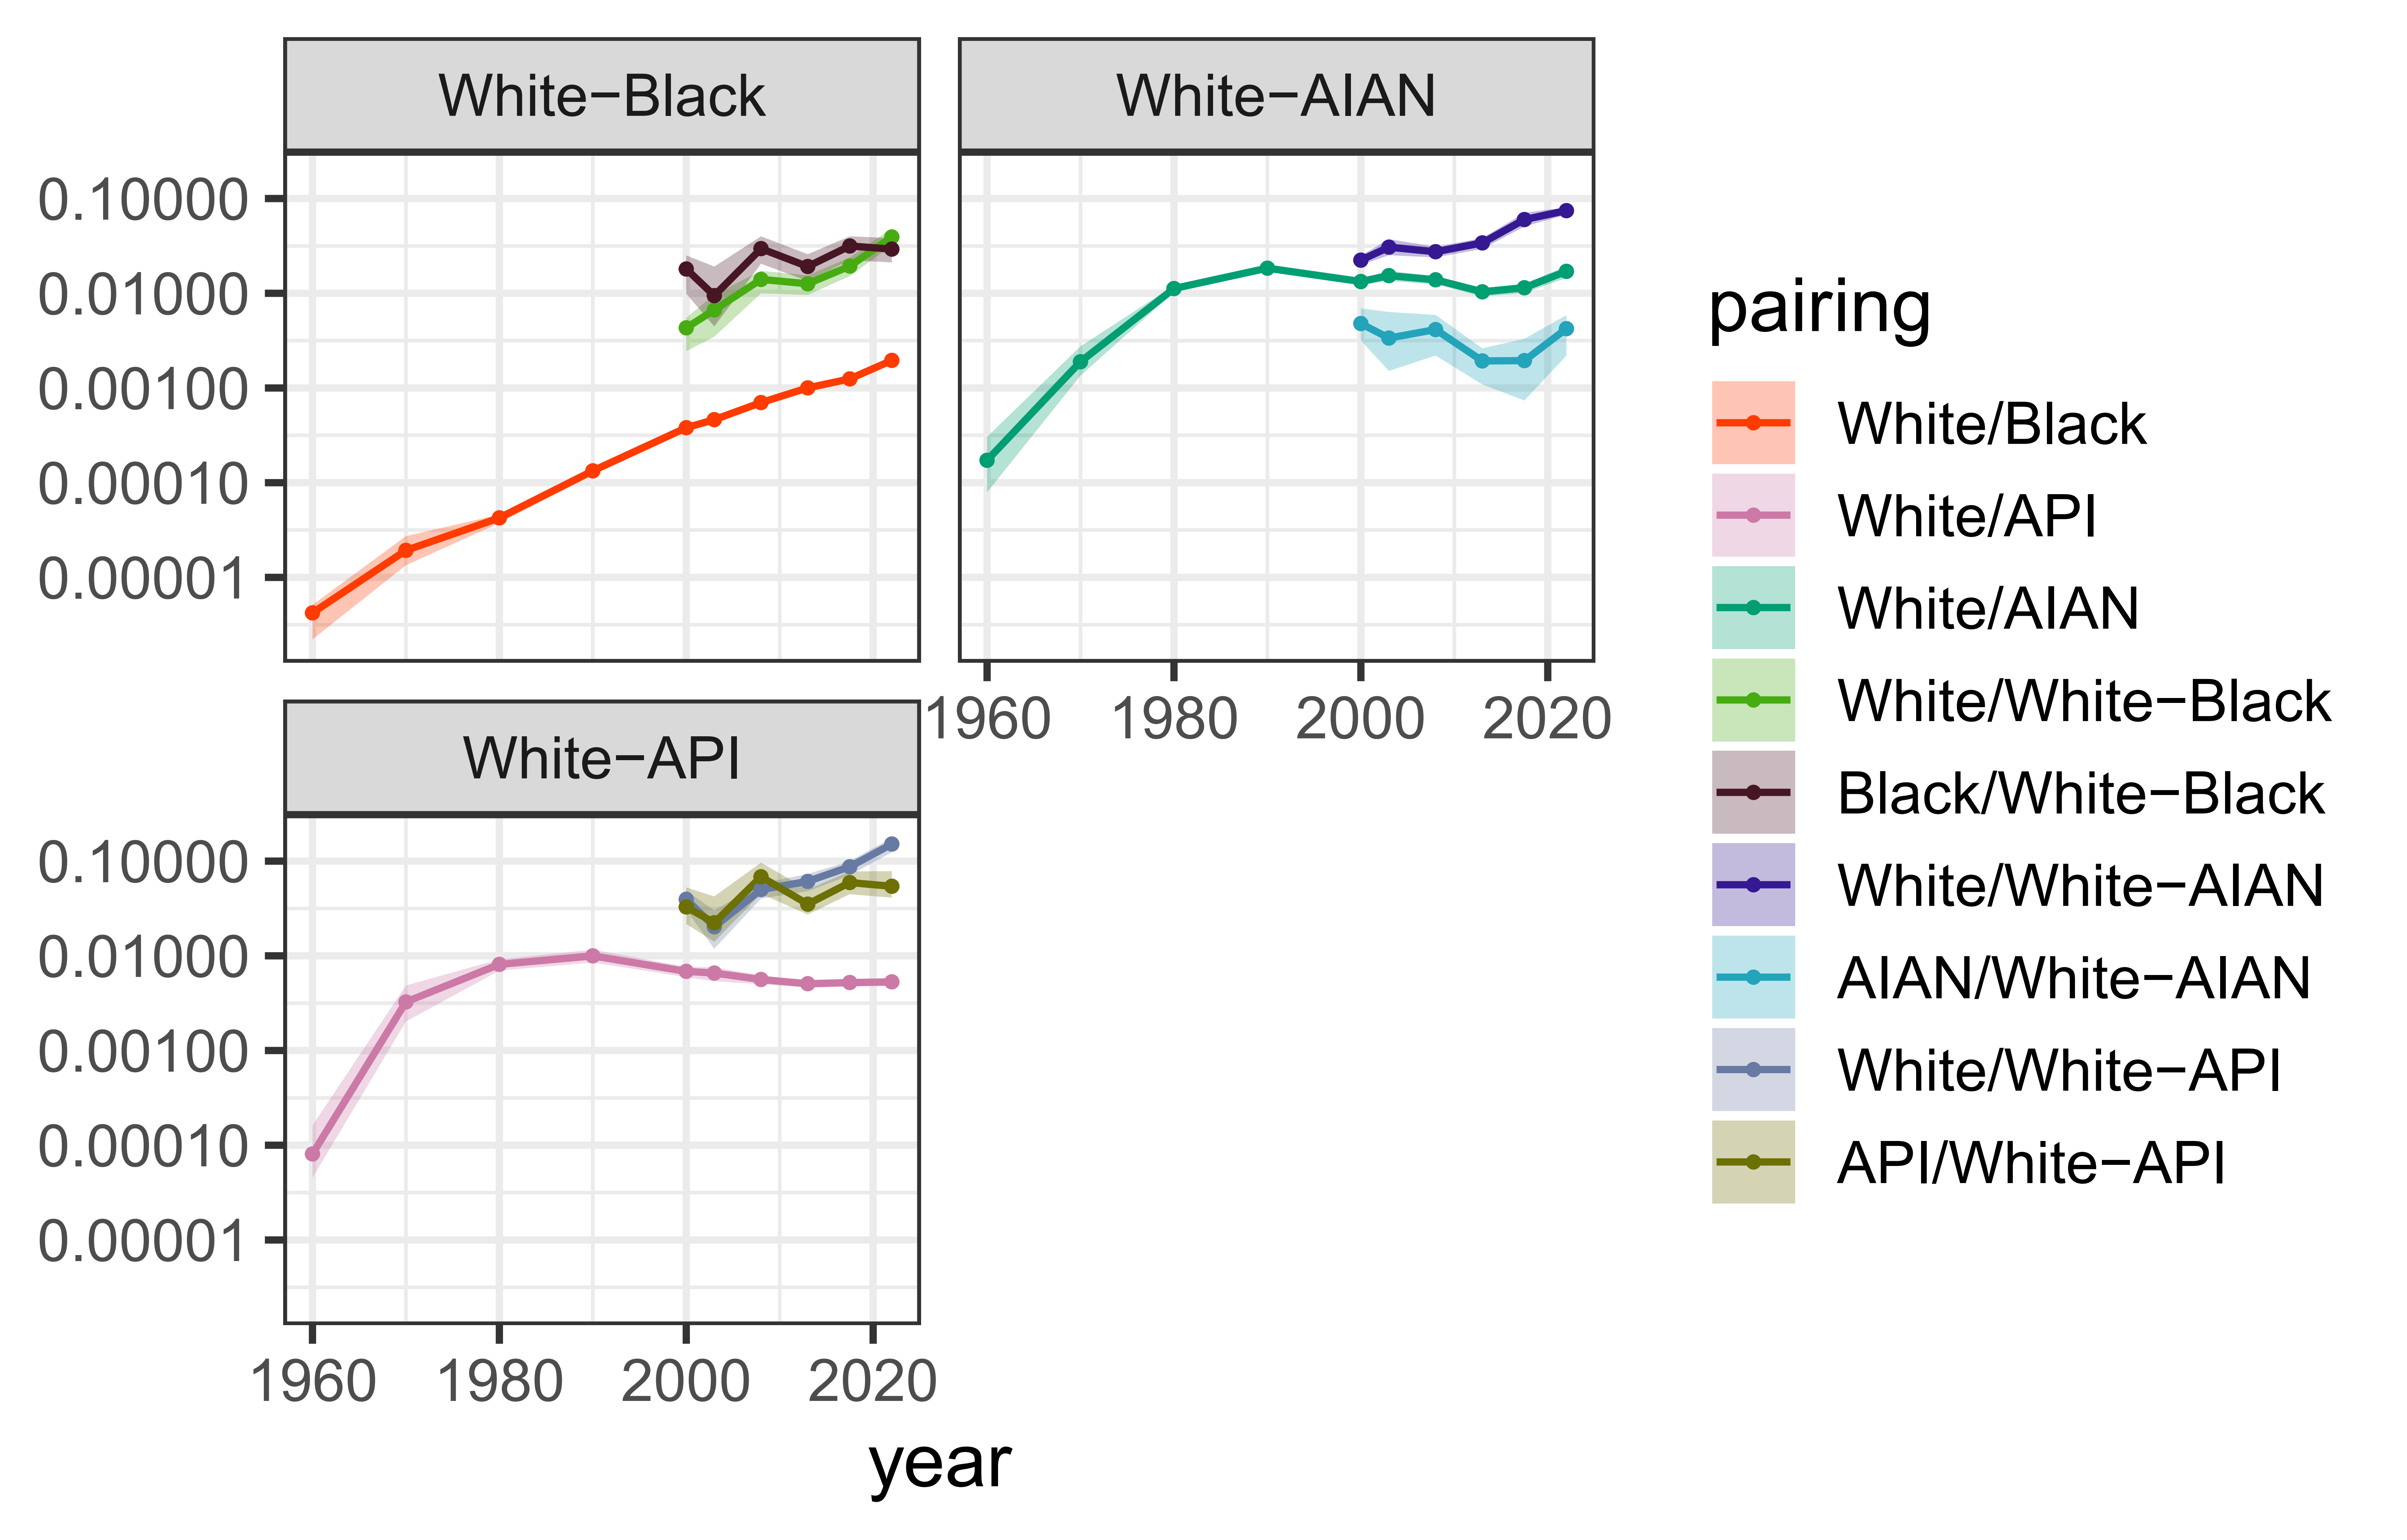 White−Black
White−AIAN
0.10000
0.01000
0.00100
0.00010
0.00001
1960 1980 2000 2020
White−API
0.10000
0.01000
0.00100
0.00010
0.00001
1960 1980 2000 2020
year
pairing
White/Black
White/API
White/AIAN
White/White−Black
Black/White−Black
White/White−AIAN
AIAN/White−AIAN
White/White−API
API/White−API